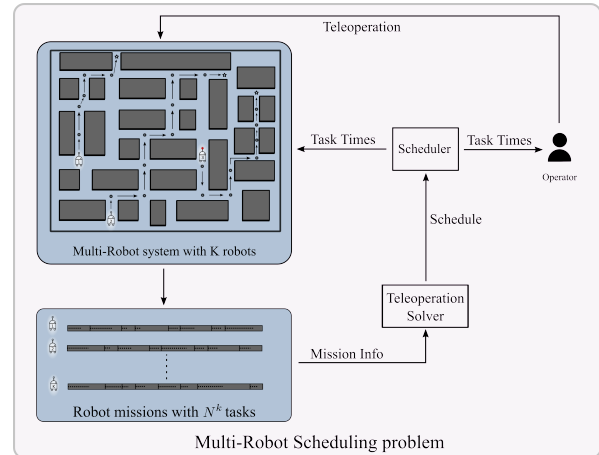 Teleoperation
Task Times
Scheduler
Task Times
Operator
Schedule
Multi-Robot system with K robots
Teleoperation
Solver
Mission Info
Robot missions with N^k tasks
Multi-Robot Scheduling problem